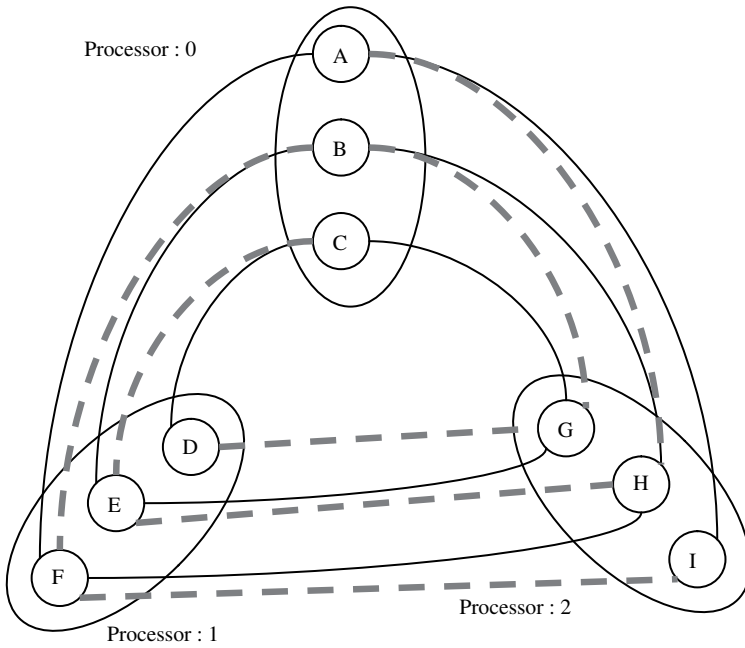 Processor : 0
A
B
C
D
G
E
H
F
I
Processor : 2
Processor : 1